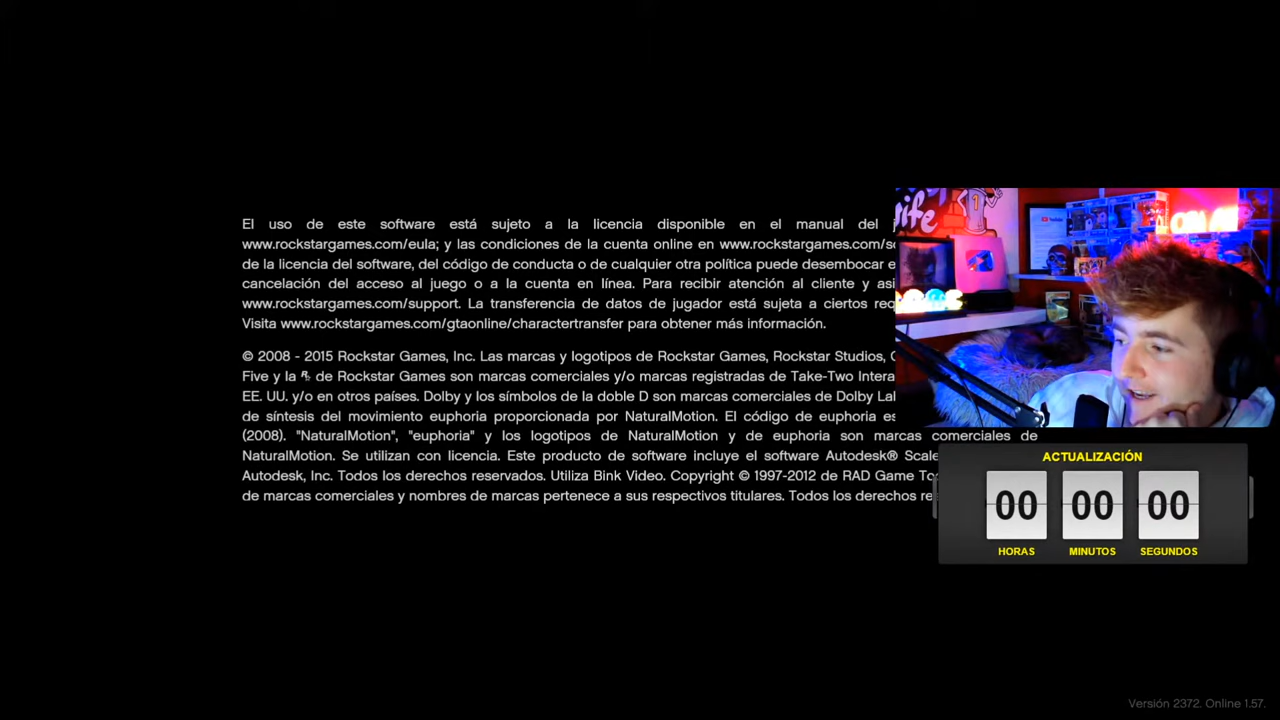 El uso de este software está sujeto a la licencia disponible en el manual del
www.rockstargames.com/eula; y las condiciones de la cuenta online en www.rockstargames.com/sc
de la licencia del software, del código de conducta o de cualquier otra política puede desembocar e
cancelación del acceso al juego o a la cuenta en línea. Para recibir atención al cliente y asi
www.rockstargames.com/support. La transferencia de datos de jugador está sujeta a ciertos req
Visita www.rockstargames.com/gtaonline/charactertransfer para obtener más información.
© 2008 - 2015 Rockstar Games, Inc. Las marcas y logotipos de Rockstar Games, Rockstar Studios,
Five y la de Rockstar Games son marcas comerciales y/o marcas registradas de Take-Two Intera
EE. UU. y/o en otros países. Dolby y los símbolos de la doble D son marcas comerciales de Dolby Lal
de síntesis del movimiento euphoria proporcionada por NaturalMotion. El código de euphoria es
(2008). "NaturalMotion", "euphoria" y los logotipos de NaturalMotion y de euphoria son marcas comerciales de
NaturalMotion. Se utilizan con licencia. Este producto de software incluye el software Autodesk® Scale
Autodesk, Inc. Todos los derechos reservados. Utiliza Bink Video. Copyright © 1997-2012 de RAD Game To
de marcas comerciales y nombres de marcas pertenece a sus respectivos titulares. Todos los derechos re
ACTUALIZACIÓN
00 00 00
HORAS MINUTOS SEGUNDOS
Versión 2372. Online 1.57.